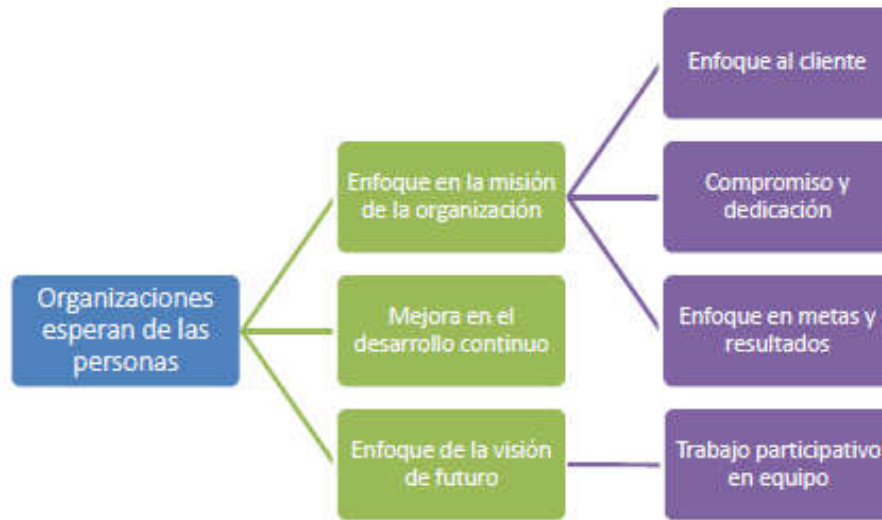 Organizaciones
esperan de las
personas
Enfoque en la misión
de la organización
Mejora en el
desarrollo continuo
Enfoque de la visión
de futuro
Enfoque al cliente
Compromiso y
dedicación
Enfoque en metas y
resultados
Trabajo participativo
en equipo